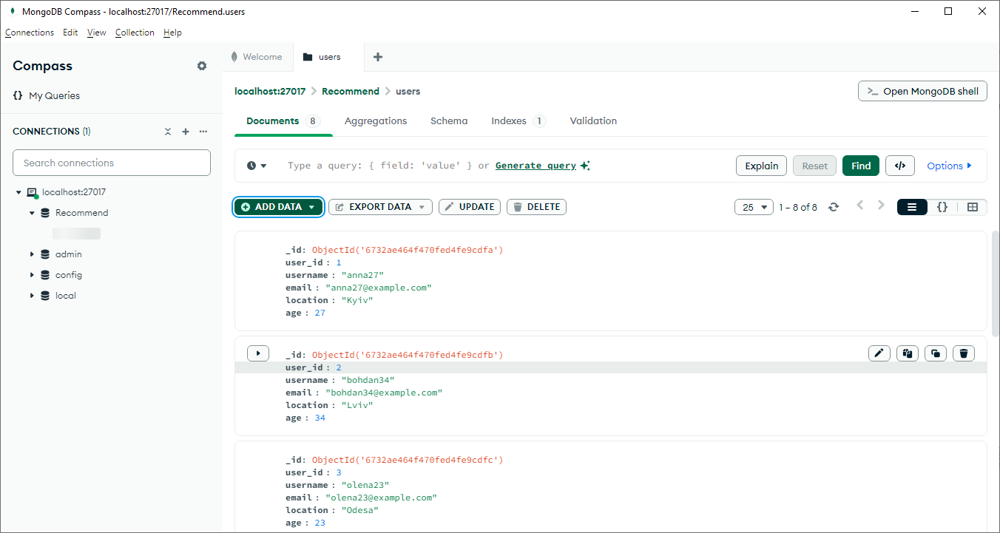 MongoDB Compass - localhost:27017/Recommend.users
Connections Edit View Collection Help
Compass
{} My Queries
CONNECTIONS (1)
Search connections
localhost:27017
Recommend
admin
config
local
Welcome
users
localhost:27017 > Recommend > users
>_ Open MongoDB shell
Documents 8 Aggregations Schema Indexes 1 Validation
Type a query: { field: 'value' } or Generate query
Explain Reset Find </> Options
ADD DATA EXPORT DATA UPDATE DELETE
25 1 – 8 of 8 {}
_id: ObjectId('6732ae464f470fed4fe9cdfa')
user_id : 1
username : "anna27"
email : "anna27@example.com"
location : "Kyiv"
age : 27
_id: ObjectId('6732ae464f470fed4fe9cdfb')
user_id : 2
username : "bohdan34"
email : "bohdan34@example.com"
location : "Lviv"
age : 34
_id: ObjectId('6732ae464f470fed4fe9cdfc')
user_id : 3
username : "olena23"
email : "olena23@example.com"
location : "Odesa"
age : 23